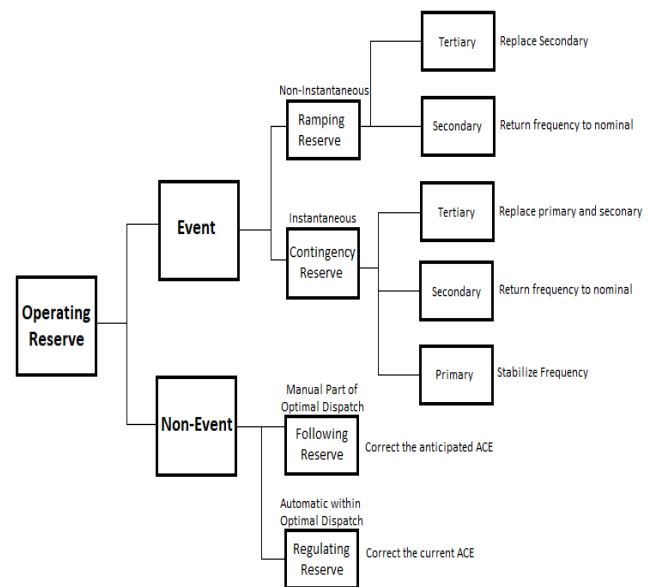 Tertiary
Replace Secondary
Non-Instantaneous
Ramping
Reserve
Secondary
Return frequency to nominal
Event
Instantaneous
Contingency
Reserve
Tertiary
Replace primary and seconary
Secondary
Return frequency to nominal
Primary
Stabilize Frequency
Operating
Reserve
Non-Event
Manual Part of
Optimal Dispatch
Following
Reserve
Correct the anticipated ACE
Automatic within
Optimal Dispatch
Regulating
Reserve
Correct the current ACE